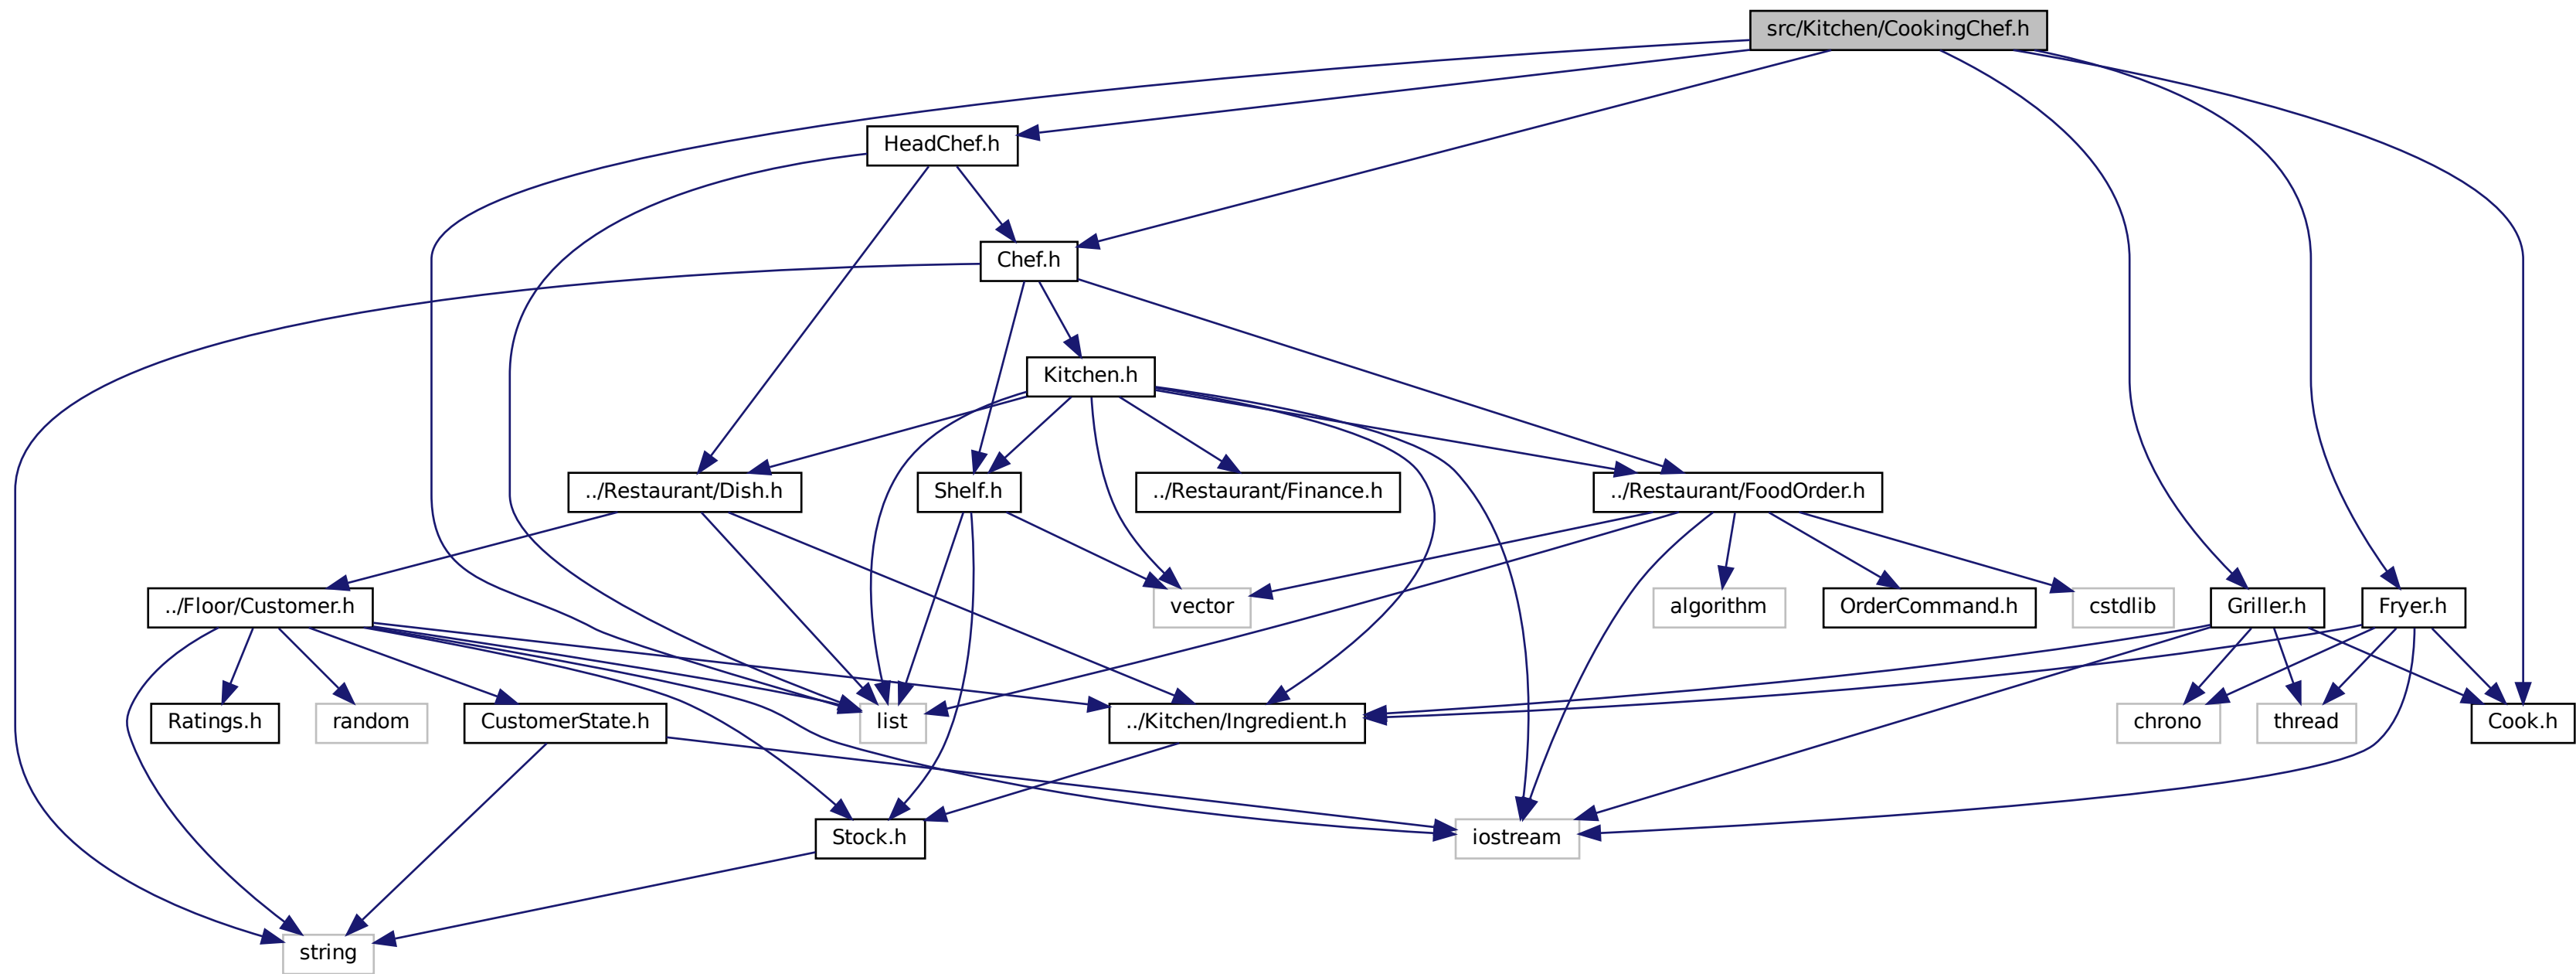 src/Kitchen/CookingChef.h
HeadChef.h
Chef.h
Kitchen.h
../Restaurant/Dish.h
Shelf.h
../Restaurant/Finance.h
../Restaurant/FoodOrder.h
../Floor/Customer.h
vector
algorithm
OrderCommand.h
cstdlib
Griller.h
Fryer.h
Ratings.h
random
CustomerState.h
list
../Kitchen/Ingredient.h
chrono
thread
Cook.h
Stock.h
iostream
string